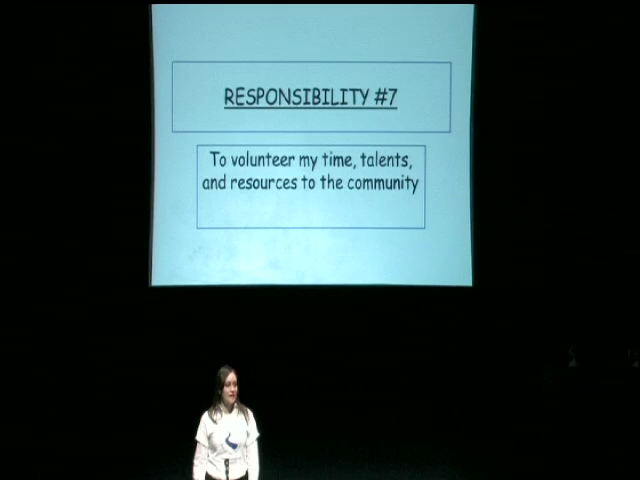 RESPONSIBILITY #7
To volunteer my time, talents,
and resources to the community